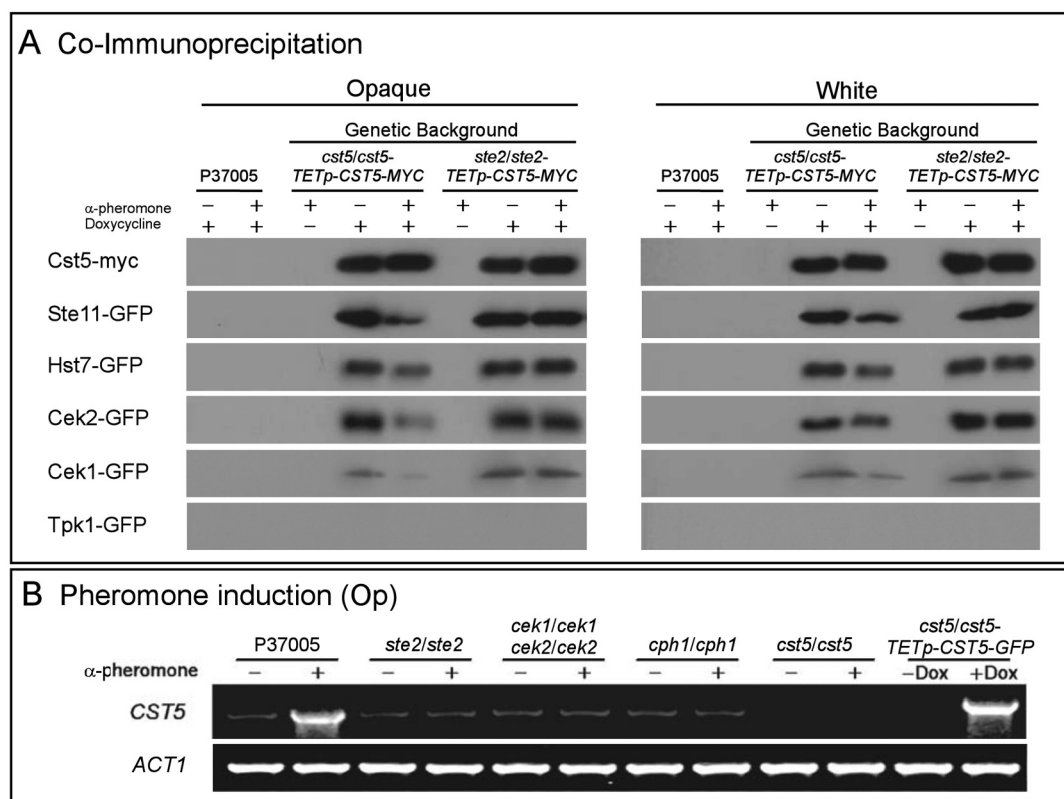 A Co-Immunoprecipitation
Opaque White
Genetic Background Genetic Background
P37005 cst5/cst5- ste2/ste2- P37005 cst5/cst5- ste2/ste2-
TETp-CST5-MYC TETp-CST5-MYC TETp-CST5-MYC TETp-CST5-MYC
α-pheromone − + + − + + − + − + + − + + − +
Doxycycline + + − + + − + + + + − + + − + +
Cst5-myc
Ste11-GFP
Hst7-GFP
Cek2-GFP
Cek1-GFP
Tpk1-GFP
B Pheromone induction (Op)
P37005 ste2/ste2 cek1/cek1 cph1/cph1 cst5/cst5 cst5/cst5-
cek2/cek2 TETp-CST5-GFP
α-pheromone − + − + − + − + − + −Dox +Dox
CST5
ACT1